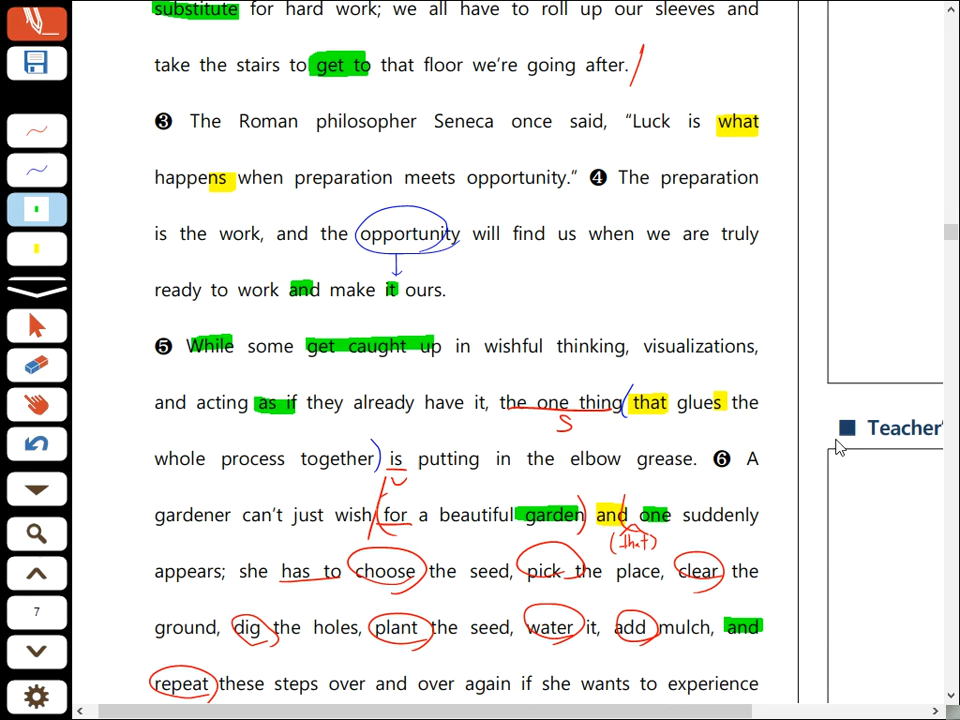 substitute for hard work; we all have to roll up our sleeves and
take the stairs to get to that floor we're going after.
❸ The Roman philosopher Seneca once said, “Luck is what
happens when preparation meets opportunity.” ❹ The preparation
is the work, and the opportunity will find us when we are truly
ready to work and make it ours.
❺ While some get caught up in wishful thinking, visualizations,
and acting as if they already have it, the one thing (that glues the
S
whole process together) is putting in the elbow grease. ❻ A
v
gardener can't just wish (for a beautiful garden) and (one suddenly
(that)
appears; she has to choose the seed, pick the place, clear the
ground, dig the holes, plant the seed, water it, add mulch, and
repeat these steps over and over again if she wants to experience
■ Teacher'
7